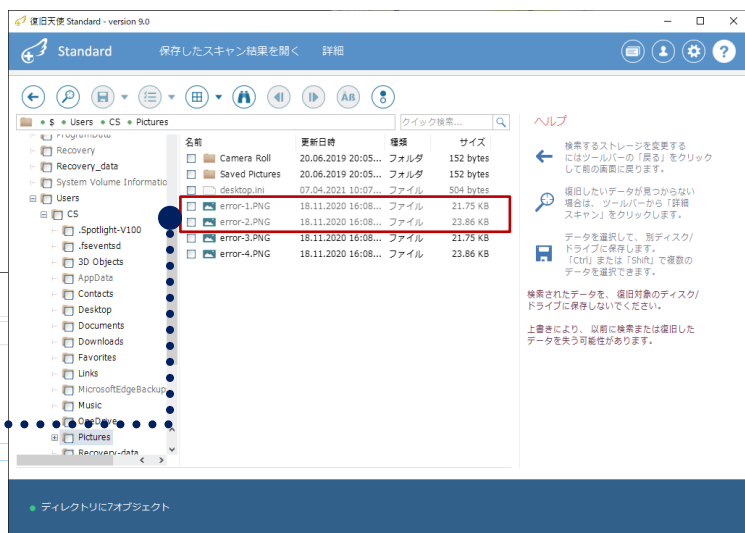 復旧天使 Standard - version 9.0
Standard 保存したスキャン結果を開く 詳細
$ Users CS Pictures
クイック検索...
ProgramData
Recovery
Recovery_data
System Volume Informatio
Users
CS
.Spotlight-V100
.fseventsd
3D Objects
AppData
Contacts
Desktop
Documents
Downloads
Favorites
Links
MicrosoftEdgeBackup
Music
OneDrive
Pictures
Recovery-data
名前 更新日時 種類 サイズ
Camera Roll 20.06.2019 20:05... フォルダ 152 bytes
Saved Pictures 20.06.2019 20:05... フォルダ 152 bytes
desktop.ini 07.04.2021 10:07... ファイル 504 bytes
error-1.PNG 18.11.2020 16:08... ファイル 21.75 KB
error-2.PNG 18.11.2020 16:08... ファイル 23.86 KB
error-3.PNG 18.11.2020 16:08... ファイル 21.75 KB
error-4.PNG 18.11.2020 16:08... ファイル 23.86 KB
ヘルプ
検索するストレージを変更する
にはツールバーの「戻る」をクリック
して前の画面に戻ります。
復旧したいデータが見つからない
場合は、 ツールバーから「詳細
スキャン」をクリックします。
データを選択して、 別ディスク/
ドライブに保存します。
「Ctrl」または「Shift」で複数の
データを選択できます。
検索されたデータを、 復旧対象のディスク/
ドライブに保存しないでください。
上書きにより、 以前に検索または復旧した
データを失う可能性があります。
ディレクトリに7オブジェクト